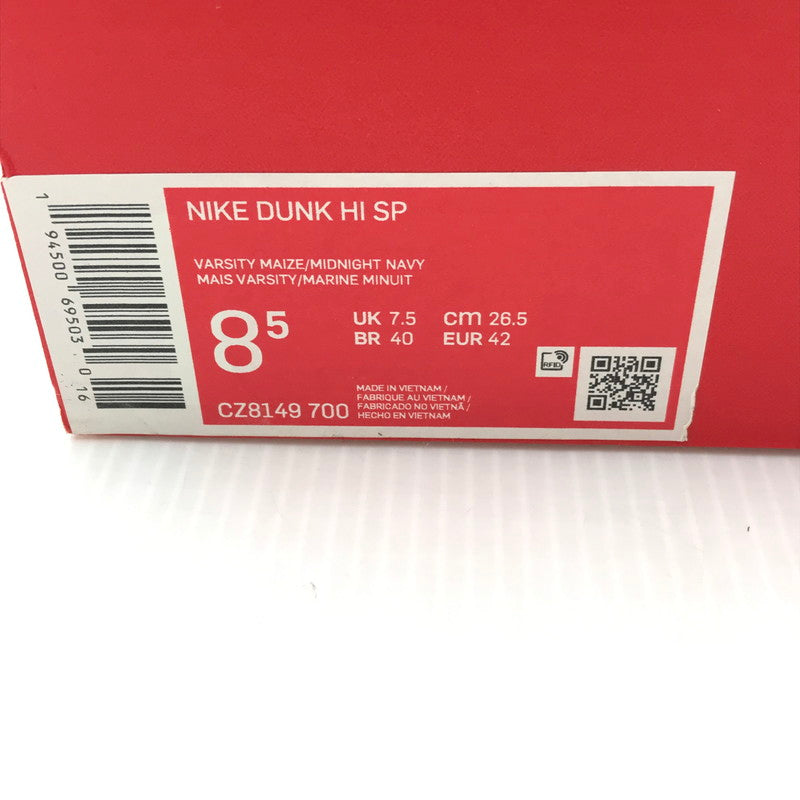 NIKE DUNK HI SP
VARSITY MAIZE/MIDNIGHT NAVY
MAIS VARSITY/MARINE MINUIT
8⁵
UK 7.5 cm 26.5
BR 40 EUR 42
RFID
CZ8149 700
MADE IN VIETNAM /
FABRIQUE AU VIETNAM /
FABRICADO NO VIETNÃ /
HECHO EN VIETNAM
1 94500 69503 0 16